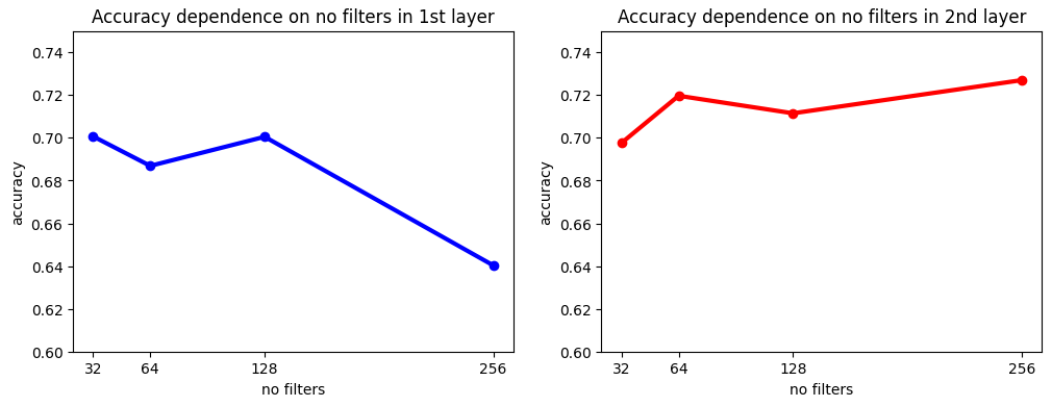 Accuracy dependence on no filters in 1st layer
accuracy
0.74
0.72
0.70
0.68
0.66
0.64
0.62
0.60
32 64 128 256
no filters
Accuracy dependence on no filters in 2nd layer
accuracy
0.74
0.72
0.70
0.68
0.66
0.64
0.62
0.60
32 64 128 256
no filters